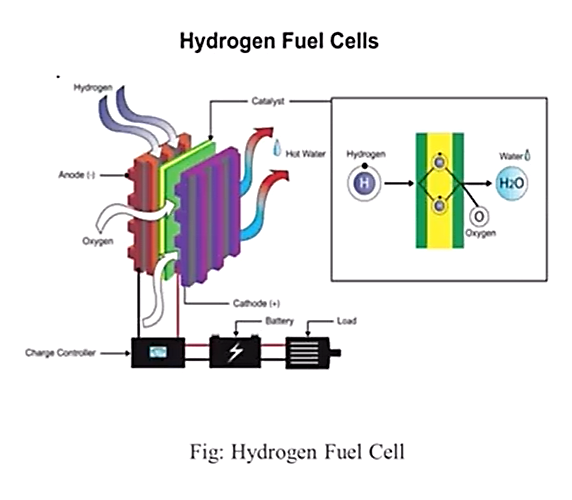 Hydrogen Fuel Cells
Hydrogen
Catalyst
Hot Water
Anode (-)
Oxygen
Cathode (+)
Battery
Load
Charge Controller
Hydrogen
H
H
H
Water
H2O
O
Oxygen
Fig: Hydrogen Fuel Cell